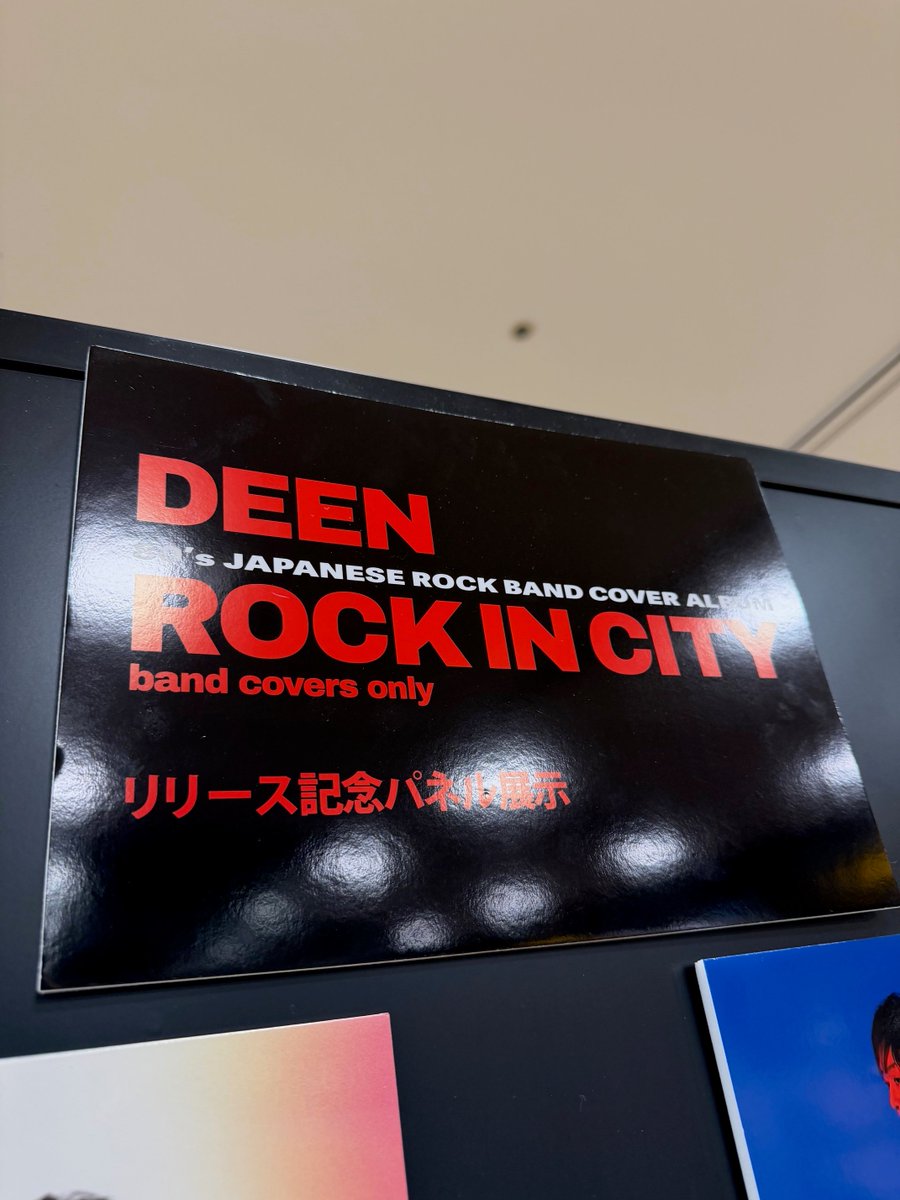 DEEN
's JAPANESE ROCK BAND COVER ALBUM
ROCK IN CITY
band covers only
リリース記念パネル展示